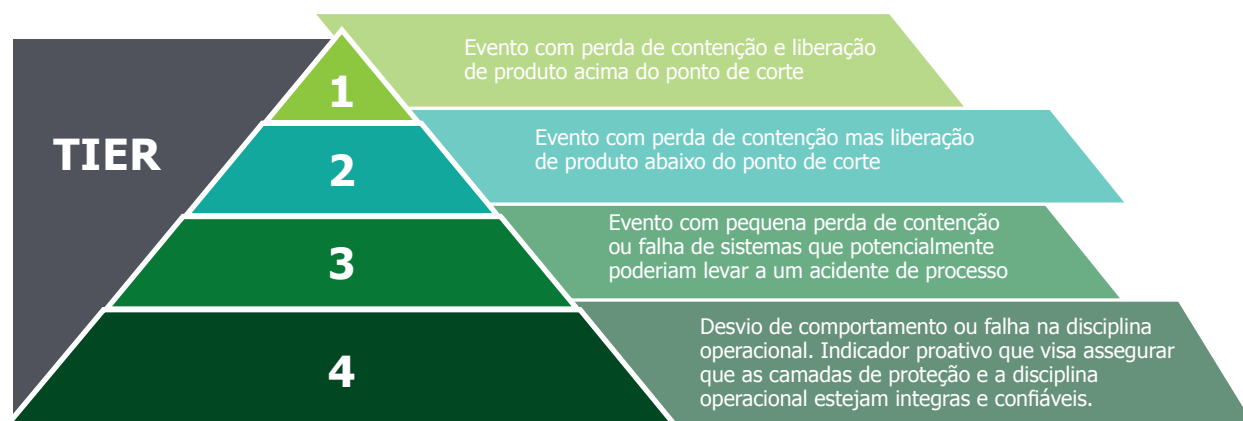 TIER
1
Evento com perda de contenção e liberação
de produto acima do ponto de corte
2
Evento com perda de contenção mas liberação
de produto abaixo do ponto de corte
3
Evento com pequena perda de contenção
ou falha de sistemas que potencialmente
poderiam levar a um acidente de processo
4
Desvio de comportamento ou falha na disciplina
operacional. Indicador proativo que visa assegurar
que as camadas de proteção e a disciplina
operacional estejam integras e confiáveis.